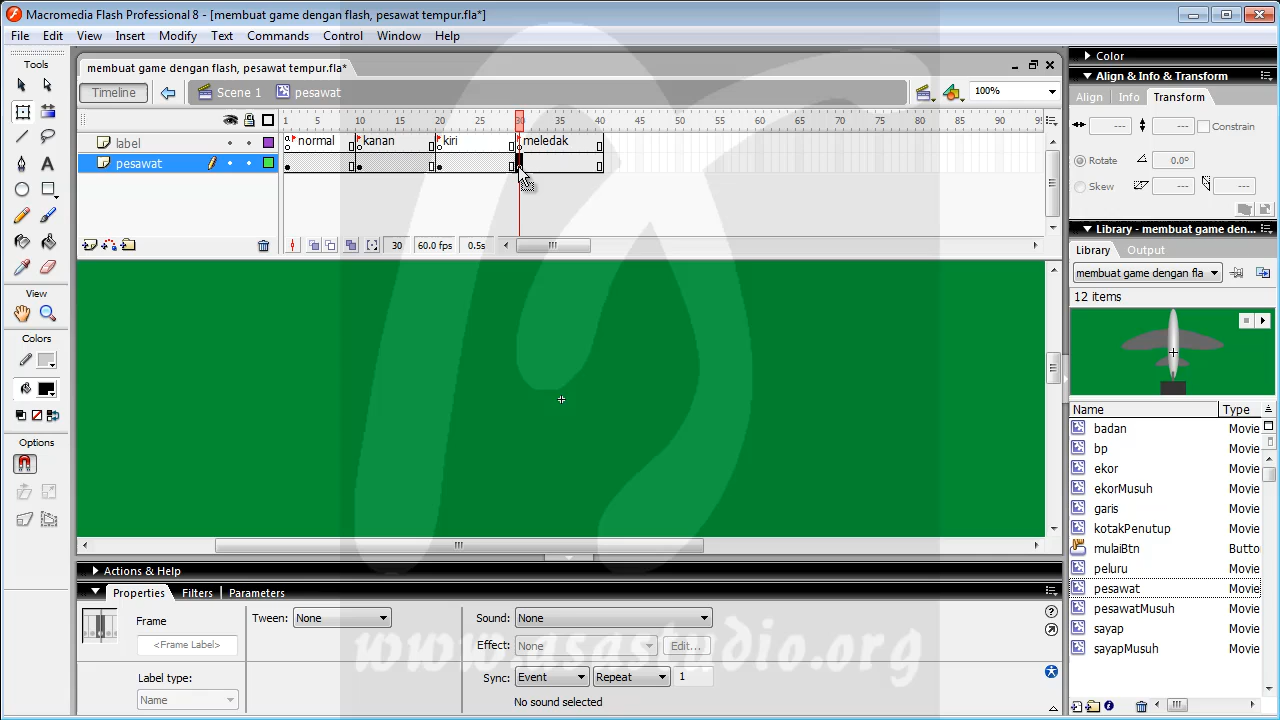 Macromedia Flash Professional 8 - [membuat game dengan flash, pesawat tempur.fla*]
File Edit View Insert Modify Text Commands Control Window Help
Tools
View
Colors
Options
membuat game dengan flash, pesawat tempur.fla*
Timeline Scene 1 pesawat 100%
1 5 10 15 20 25 30 35 40 45 50 55 60 65 70 75 80 85 90 95
label normal kanan kiri meledak
pesawat
30 60.0 fps 0.5s
Actions & Help
Properties Filters Parameters
Frame
<Frame Label>
Label type:
Name
Tween: None
Sound: None
Effect: None Edit...
Sync: Event Repeat 1
No sound selected
www.asastudio.org
Color
Align & Info & Transform
Align Info Transform
Constrain
Rotate 0.0°
Skew
Library - membuat game den...
Library Output
membuat game dengan fla
12 items
Name Type
badan Movie
bp Movie
ekor Movie
ekorMusuh Movie
garis Movie
kotakPenutup Movie
mulaiBtn Butto
peluru Movie
pesawat Movie
pesawatMusuh Movie
sayap Movie
sayapMusuh Movie